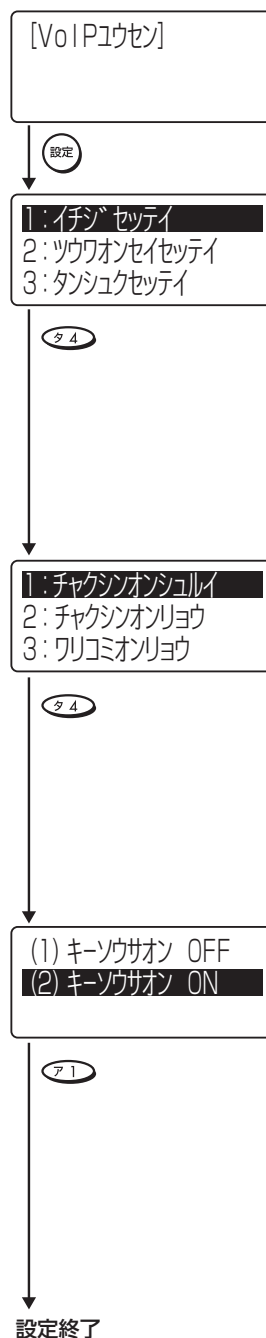 [VoIPユウセン]
設定
1:イチジセッテイ
2:ツウワオンセイセッテイ
3:タンシュクセッテイ
タ4
1:チャクシンオンシュルイ
2:チャクシンオンリョウ
3:ワリコミオンリョウ
タ4
(1) キーソウサオン OFF
(2) キーソウサオン ON
ア1
設定終了